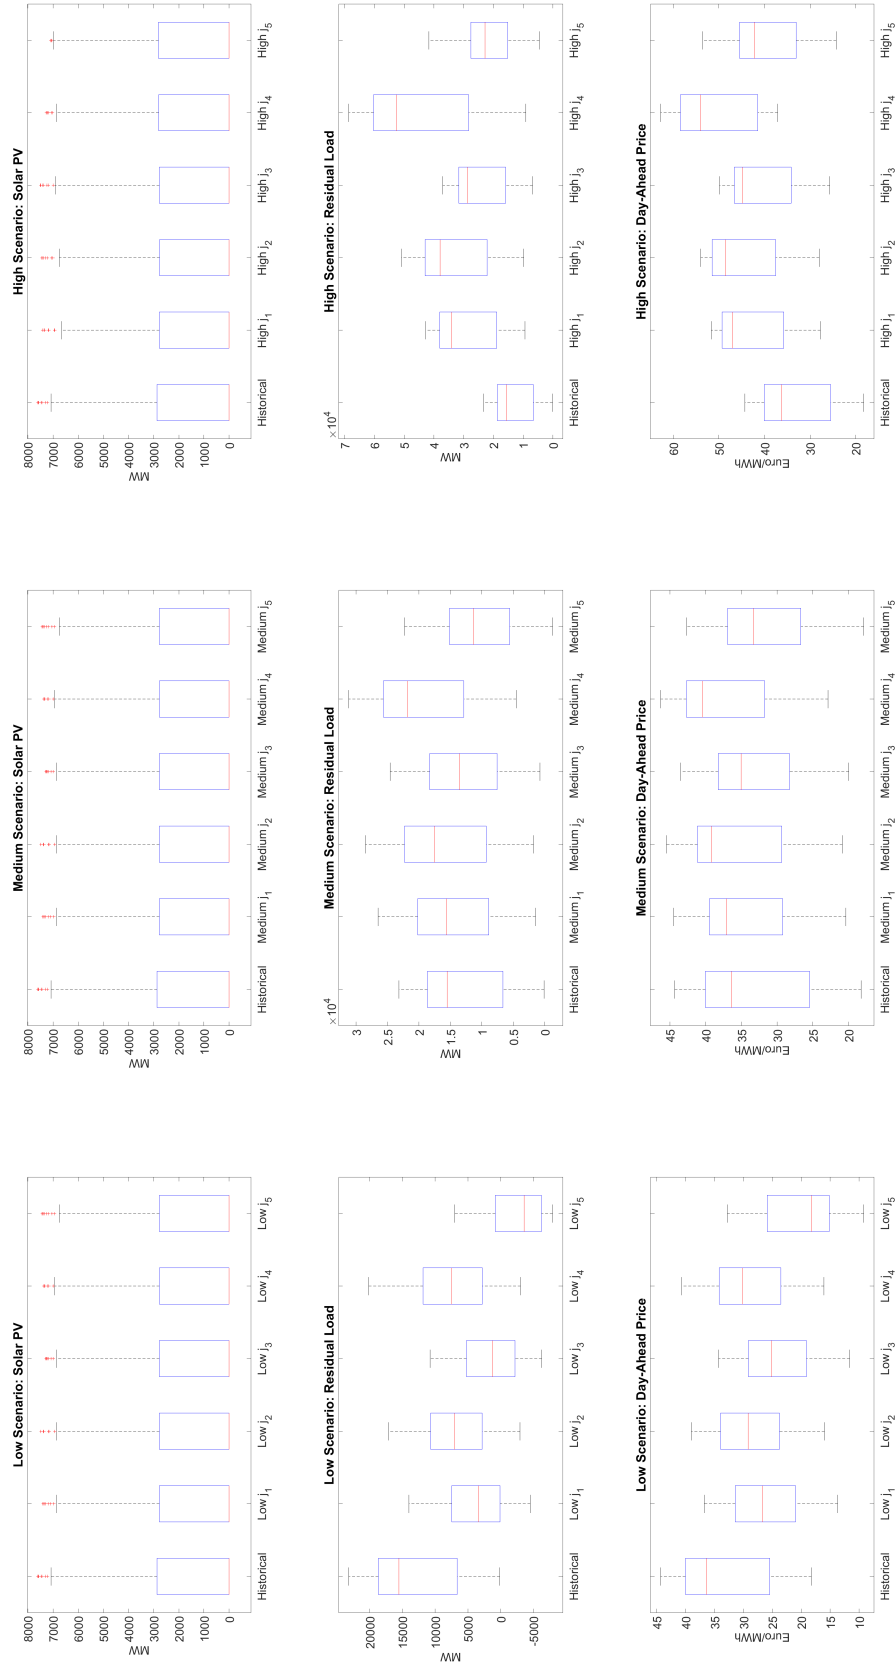 Low Scenario: Solar PV
8000
7000
6000
5000
4000
3000
2000
1000
0
MW
Historical Low j1 Low j2 Low j3 Low j4 Low j5
Medium Scenario: Solar PV
8000
7000
6000
5000
4000
3000
2000
1000
0
MW
Historical Medium j1 Medium j2 Medium j3 Medium j4 Medium j5
High Scenario: Solar PV
8000
7000
6000
5000
4000
3000
2000
1000
0
MW
Historical High j1 High j2 High j3 High j4 High j5
Low Scenario: Residual Load
20000
15000
10000
5000
0
-5000
MW
Historical Low j1 Low j2 Low j3 Low j4 Low j5
Medium Scenario: Residual Load
×10^4
3
2.5
2
1.5
1
0.5
0
MW
Historical Medium j1 Medium j2 Medium j3 Medium j4 Medium j5
High Scenario: Residual Load
×10^4
7
6
5
4
3
2
1
0
MW
Historical High j1 High j2 High j3 High j4 High j5
Low Scenario: Day-Ahead Price
45
40
35
30
25
20
15
10
Euro/MWh
Historical Low j1 Low j2 Low j3 Low j4 Low j5
Medium Scenario: Day-Ahead Price
45
40
35
30
25
20
Euro/MWh
Historical Medium j1 Medium j2 Medium j3 Medium j4 Medium j5
High Scenario: Day-Ahead Price
60
50
40
30
20
Euro/MWh
Historical High j1 High j2 High j3 High j4 High j5